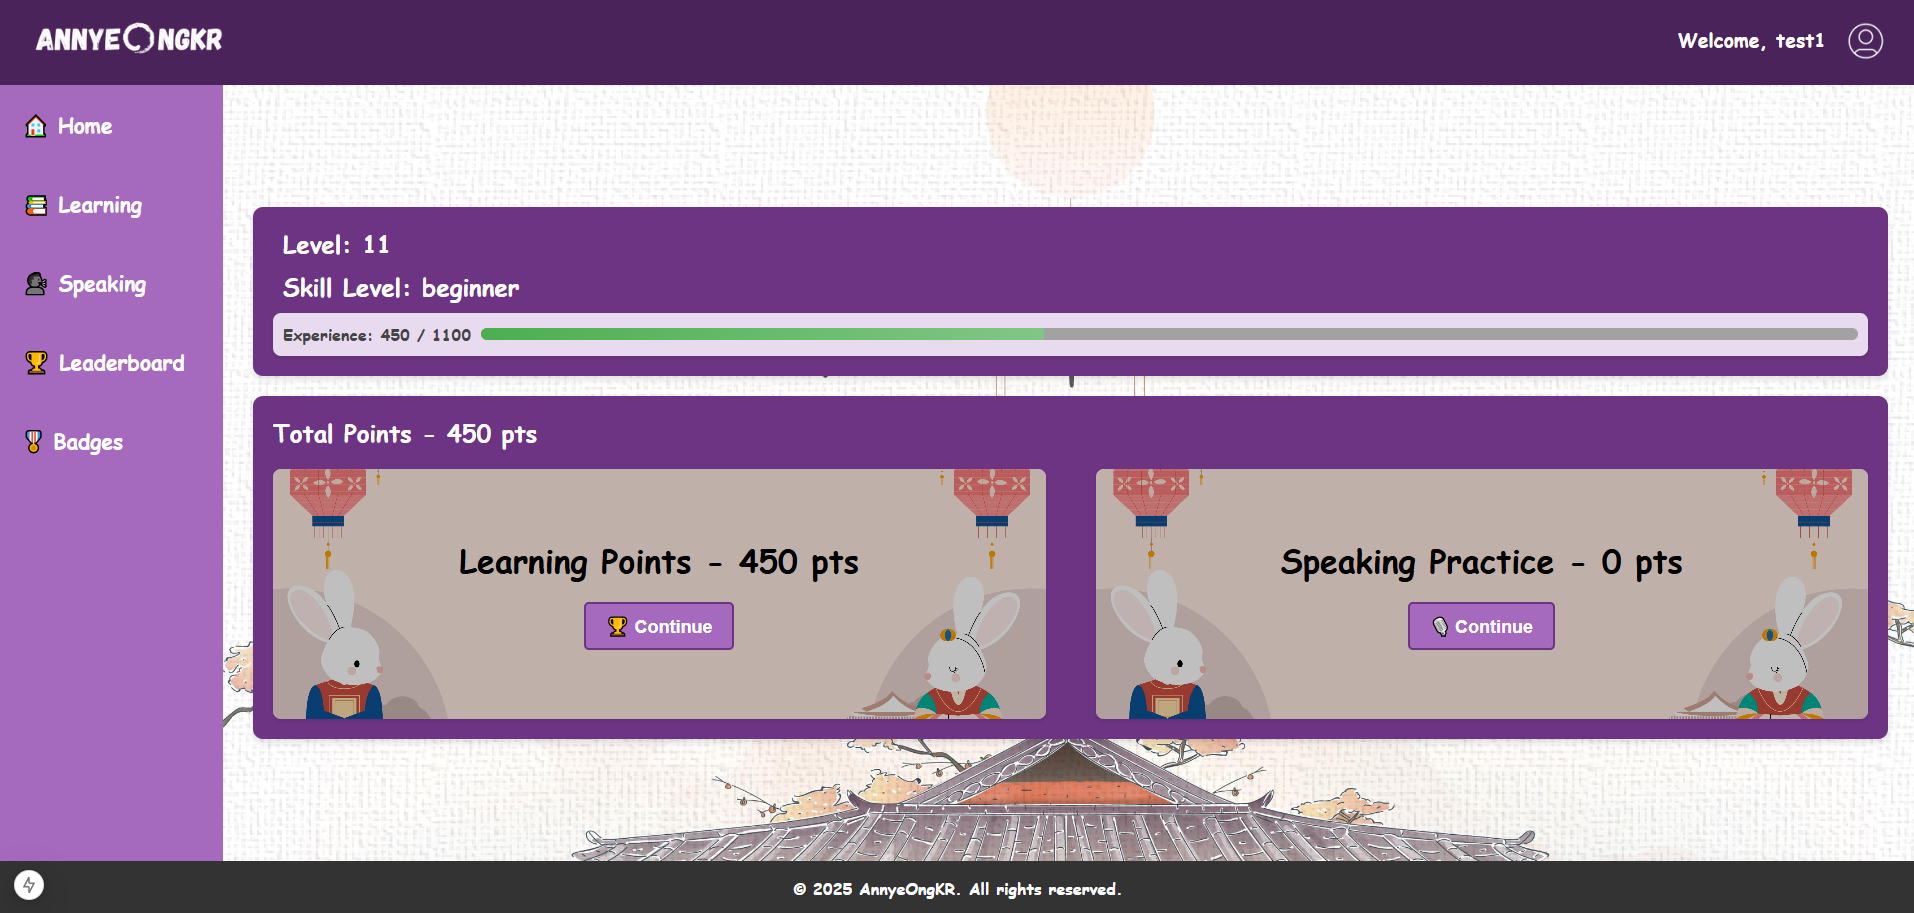 ANNYEONGKR
Welcome, test1
Home
Learning
Speaking
Leaderboard
Badges
Level: 11
Skill Level: beginner
Experience: 450 / 1100
Total Points - 450 pts
Learning Points - 450 pts
Continue
Speaking Practice - 0 pts
Continue
© 2025 AnnyeOngKR. All rights reserved.